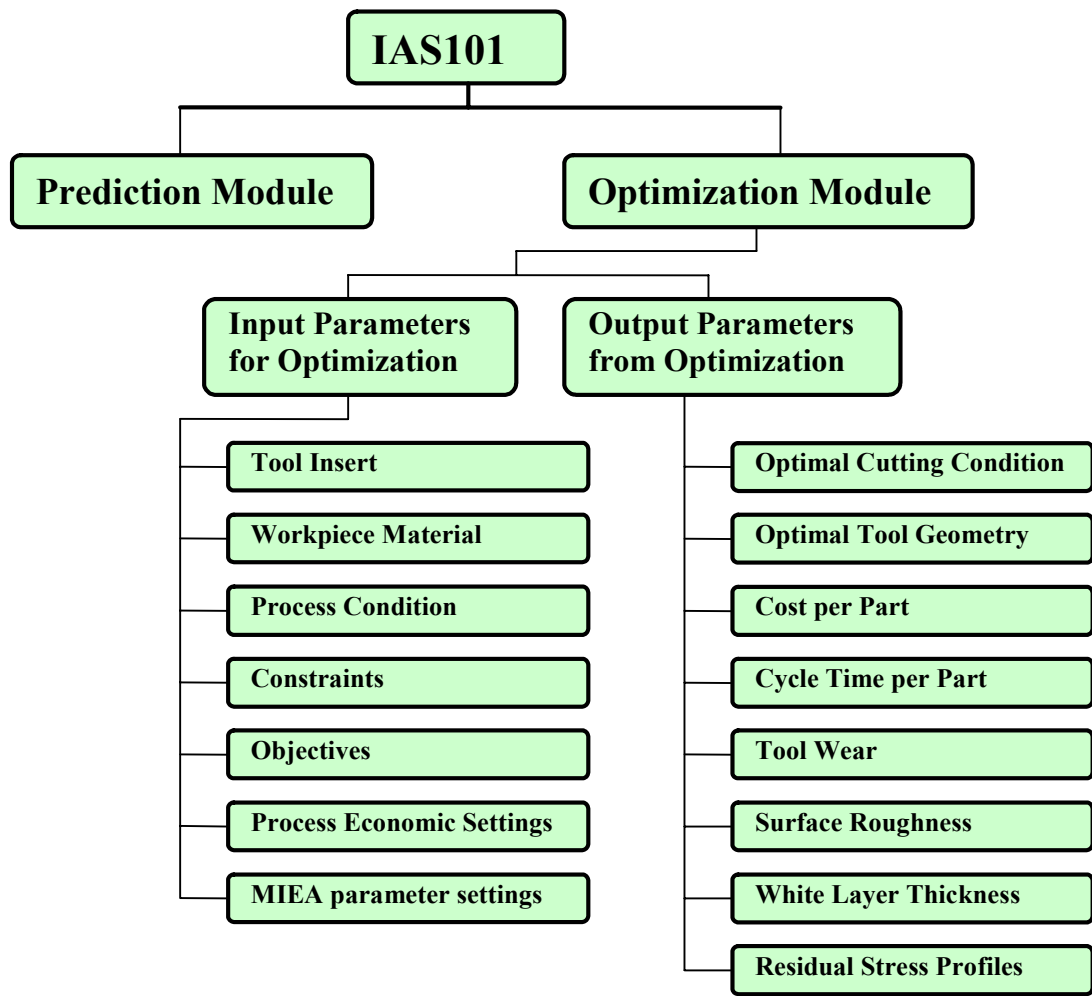 IAS101
Prediction Module
Optimization Module
Input Parameters
for Optimization
Output Parameters
from Optimization
Tool Insert
Workpiece Material
Process Condition
Constraints
Objectives
Process Economic Settings
MIEA parameter settings
Optimal Cutting Condition
Optimal Tool Geometry
Cost per Part
Cycle Time per Part
Tool Wear
Surface Roughness
White Layer Thickness
Residual Stress Profiles